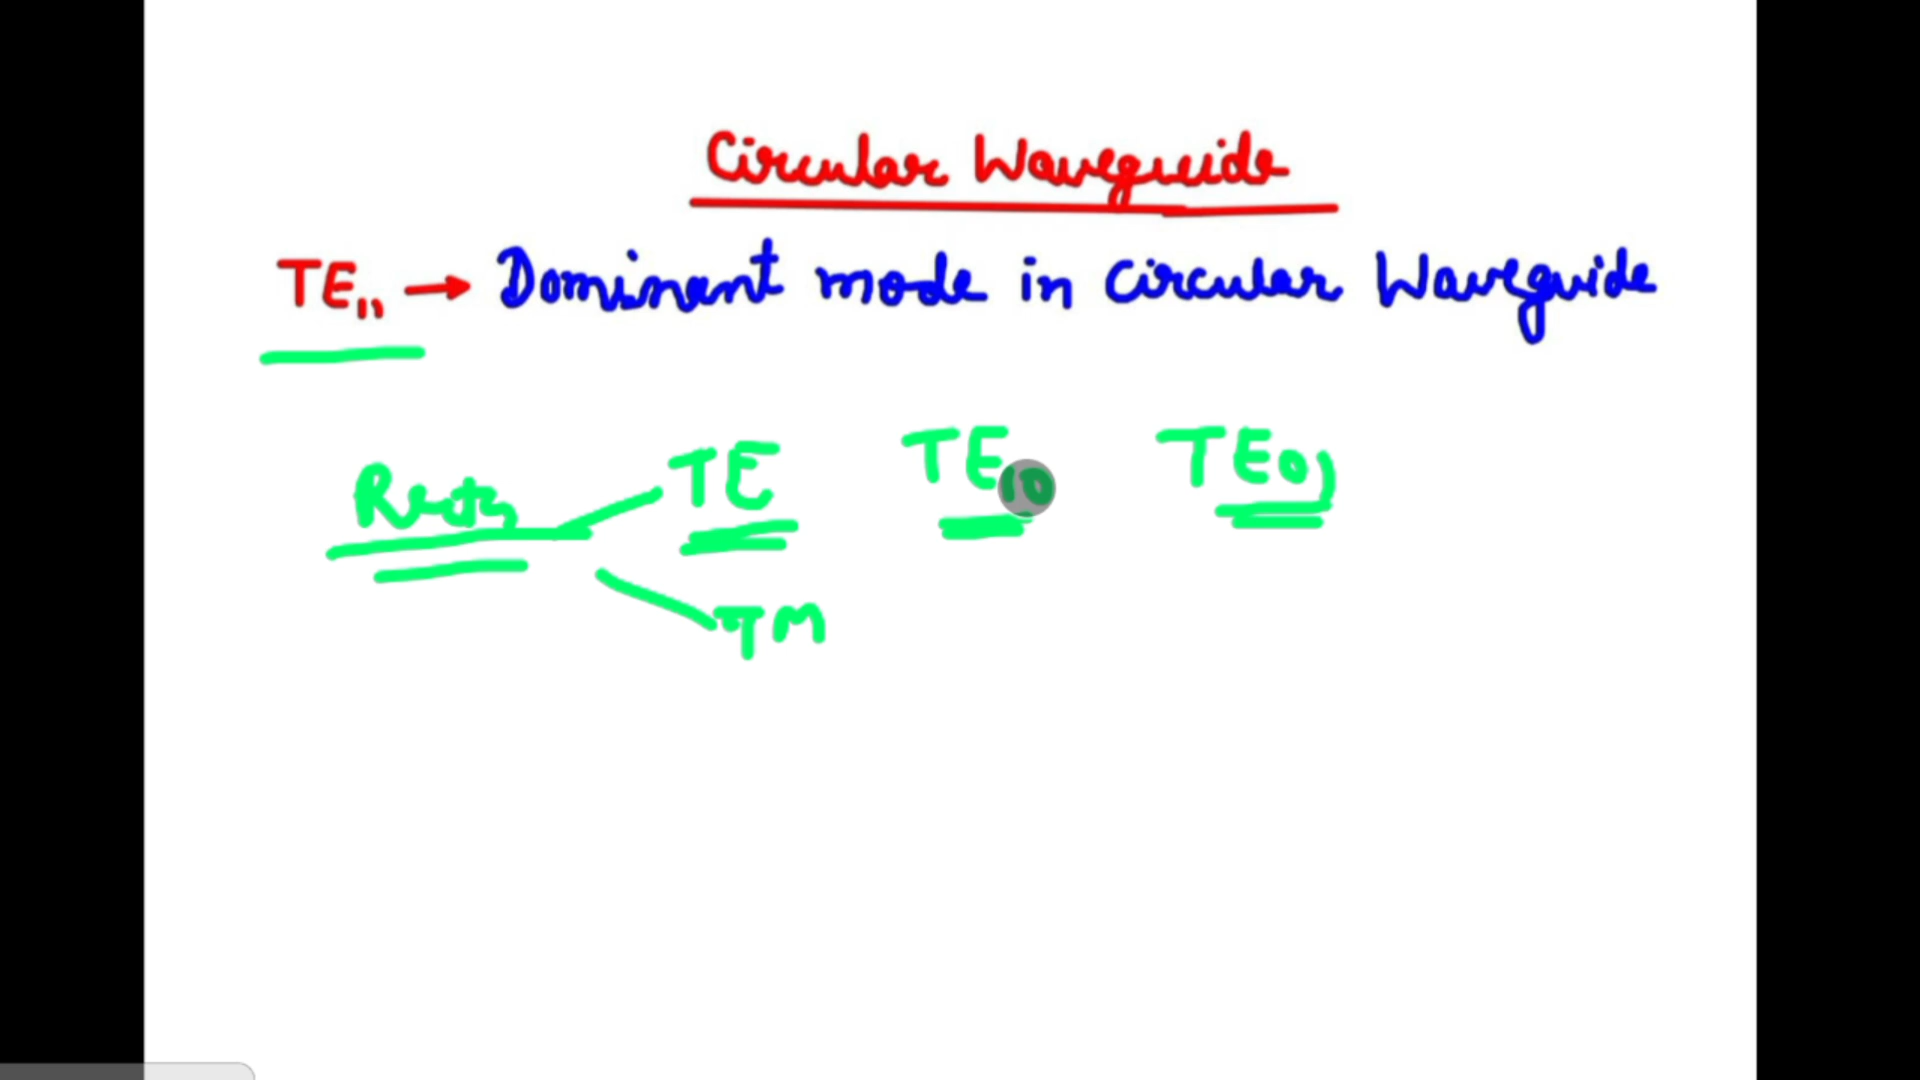 Circular Waveguide
TE11 → Dominant mode in Circular Waveguide
TE TE10 TE01
TM